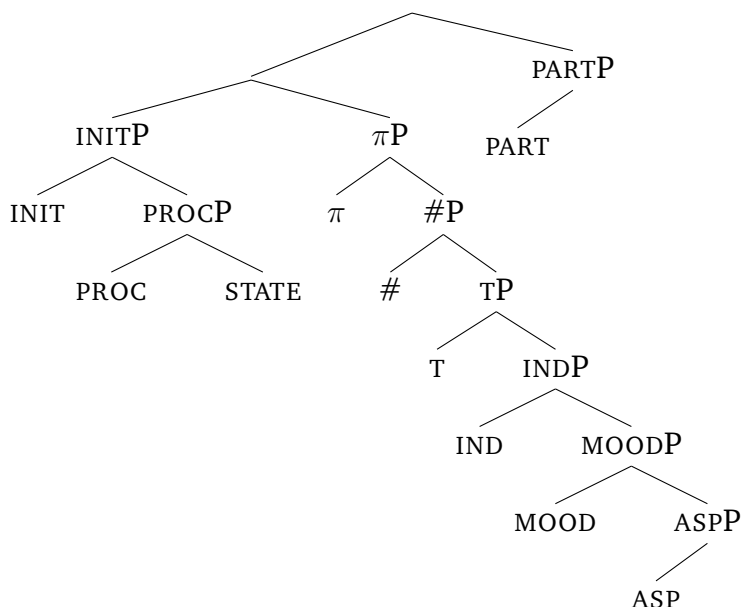 PARTP
INITP πP
PART
INIT PROCP π #P
PROC STATE # TP
T INDP
IND MOODP
MOOD ASPP
ASP